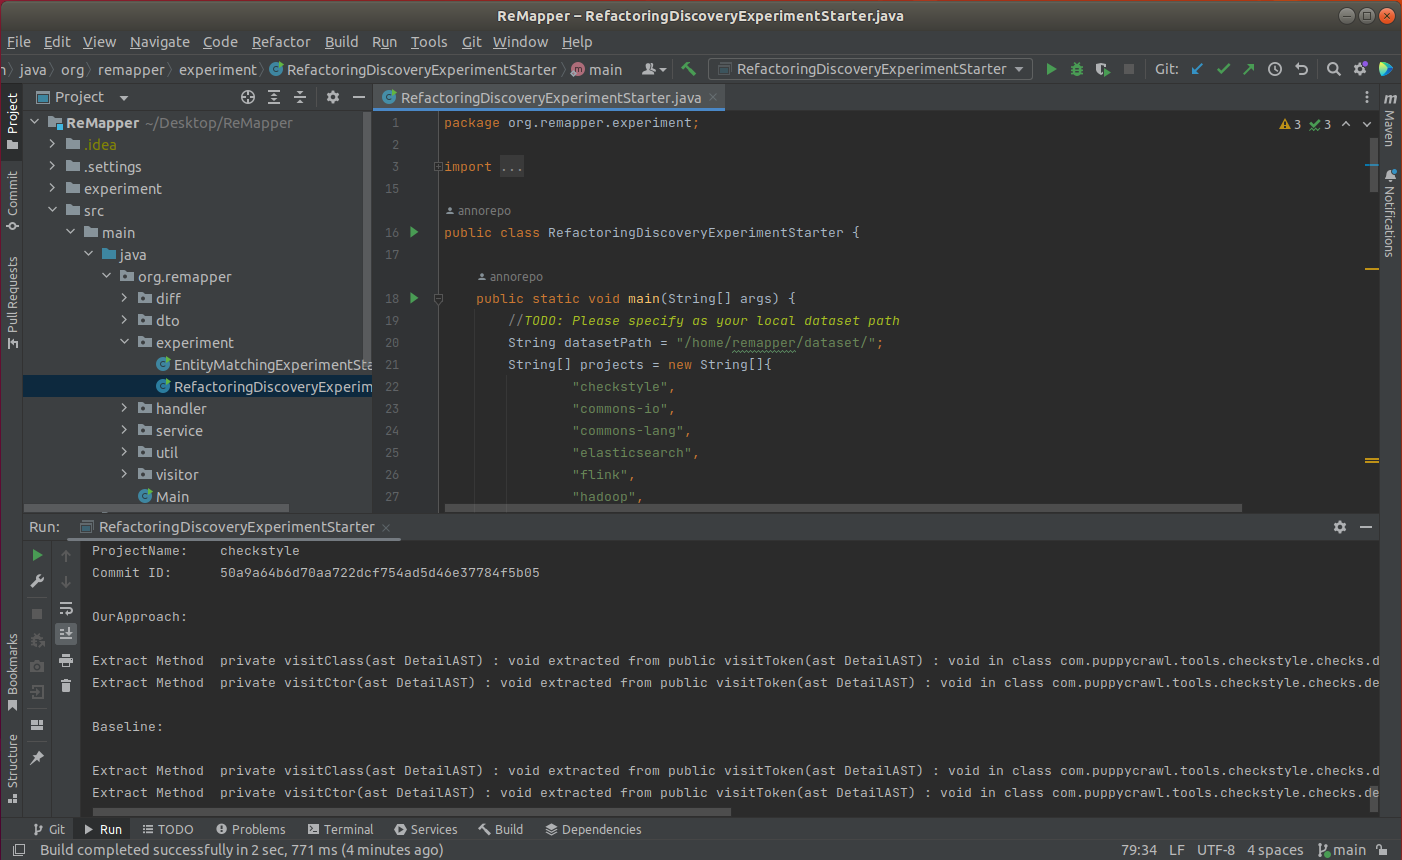 ReMapper – RefactoringDiscoveryExperimentStarter.java
File Edit View Navigate Code Refactor Build Run Tools Git Window Help
java org remapper experiment RefactoringDiscoveryExperimentStarter main RefactoringDiscoveryExperimentStarter Git:
Project
RefactoringDiscoveryExperimentStarter.java
Project
Commit
Pull Requests
Bookmarks
Structure
ReMapper ~/Desktop/ReMapper
.idea
.settings
experiment
src
main
java
org.remapper
diff
dto
experiment
EntityMatchingExperimentSta
RefactoringDiscoveryExperim
handler
service
util
visitor
Main
1 package org.remapper.experiment;
3 3
2
3 import ...
15
annorepo
16 public class RefactoringDiscoveryExperimentStarter {
17
annorepo
18 public static void main(String[] args) {
19 //TODO: Please specify as your local dataset path
20 String datasetPath = "/home/remapper/dataset/";
21 String[] projects = new String[]{
22 "checkstyle",
23 "commons-io",
24 "commons-lang",
25 "elasticsearch",
26 "flink",
27 "hadoop",
m
Maven
Notifications
Run: RefactoringDiscoveryExperimentStarter
ProjectName: checkstyle
Commit ID: 50a9a64b6d70aa722dcf754ad5d46e37784f5b05
OurApproach:
Extract Method private visitClass(ast DetailAST) : void extracted from public visitToken(ast DetailAST) : void in class com.puppycrawl.tools.checkstyle.checks.d
Extract Method private visitCtor(ast DetailAST) : void extracted from public visitToken(ast DetailAST) : void in class com.puppycrawl.tools.checkstyle.checks.de
Baseline:
Extract Method private visitClass(ast DetailAST) : void extracted from public visitToken(ast DetailAST) : void in class com.puppycrawl.tools.checkstyle.checks.d
Extract Method private visitCtor(ast DetailAST) : void extracted from public visitToken(ast DetailAST) : void in class com.puppycrawl.tools.checkstyle.checks.de
Git Run TODO Problems Terminal Services Build Dependencies
Build completed successfully in 2 sec, 771 ms (4 minutes ago) 79:34 LF UTF-8 4 spaces main